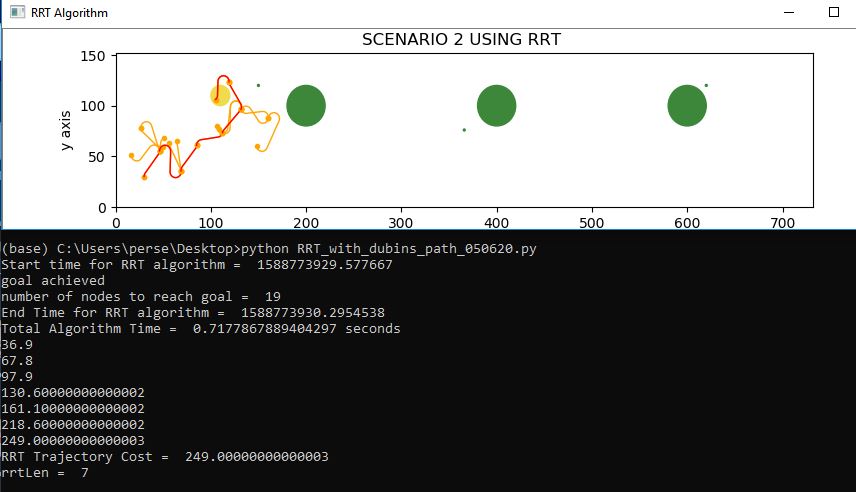 RRT Algorithm
SCENARIO 2 USING RRT
150
100
50
0
y axis
0 100 200 300 400 500 600 700
(base) C:\Users\perse\Desktop>python RRT_with_dubins_path_050620.py
Start time for RRT algorithm =  1588773929.577667
goal achieved
number of nodes to reach goal =  19
End Time for RRT algorithm =  1588773930.2954538
Total Algorithm Time =  0.7177867889404297 seconds
36.9
67.8
97.9
130.60000000000002
161.10000000000002
218.60000000000002
249.00000000000003
RRT Trajectory Cost =  249.00000000000003
rrtLen =  7